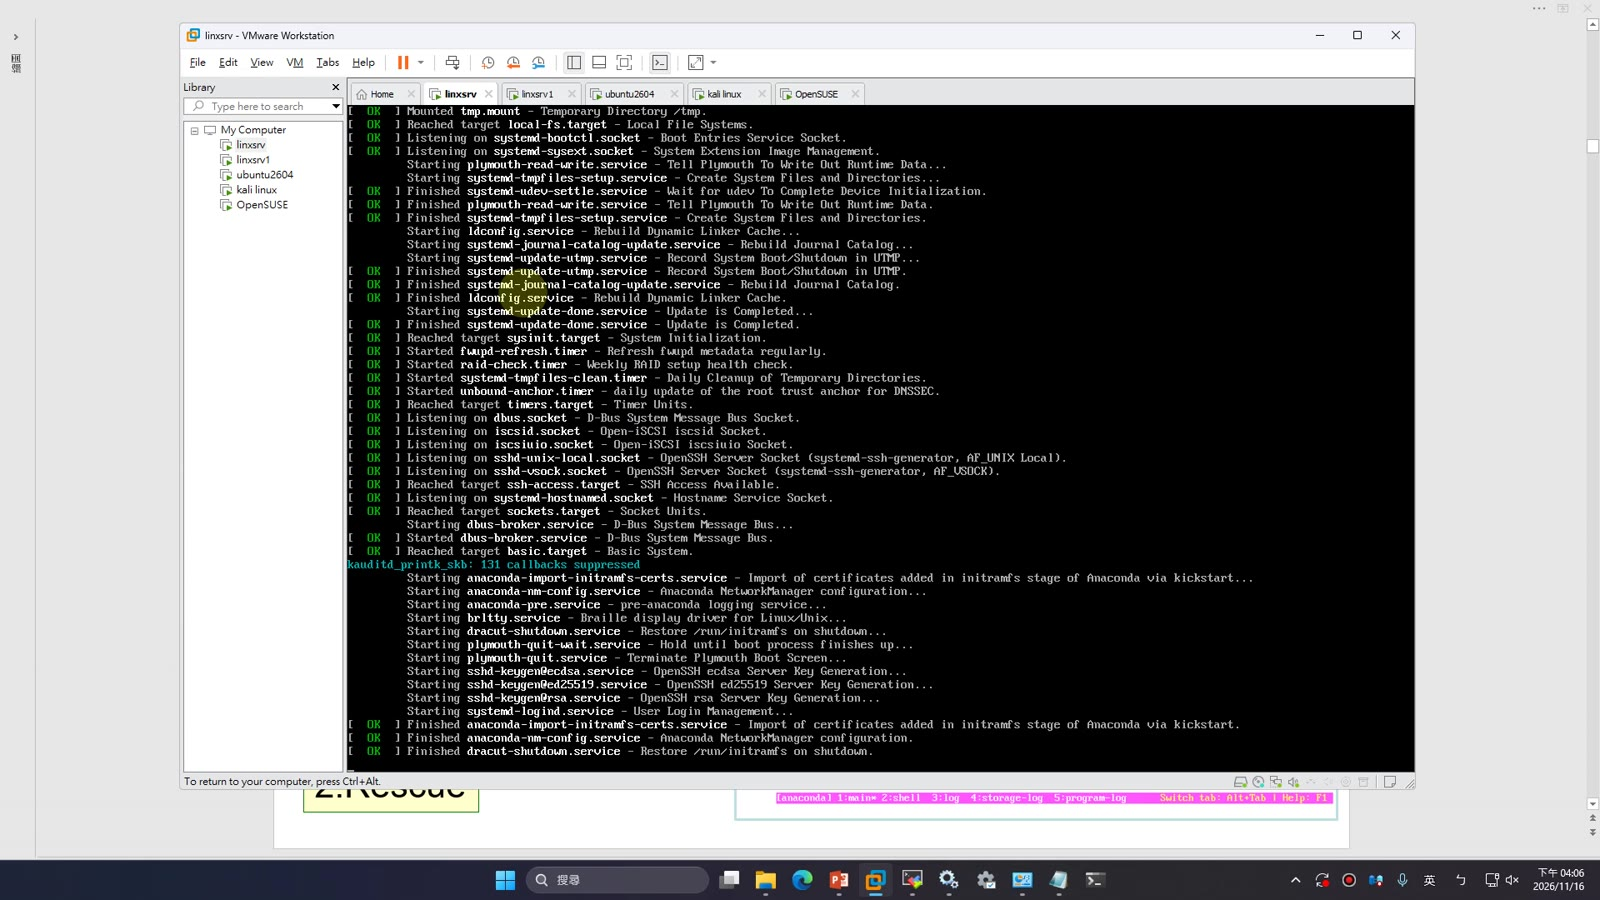 linxsrv - VMware Workstation
File Edit View VM Tabs Help
Library
Type here to search
My Computer
linxsrv
linxsrv1
ubuntu2604
kali linux
OpenSUSE
Home linxsrv linxsrv1 ubuntu2604 kali linux OpenSUSE
[  OK  ] Mounted tmp.mount - Temporary Directory /tmp.
[  OK  ] Reached target local-fs.target - Local File Systems.
[  OK  ] Listening on systemd-bootctl.socket - Boot Entries Service Socket.
[  OK  ] Listening on systemd-sysext.socket - System Extension Image Management.
Starting plymouth-read-write.service - Tell Plymouth To Write Out Runtime Data...
Starting systemd-tmpfiles-setup.service - Create System Files and Directories...
[  OK  ] Finished systemd-udev-settle.service - Wait for udev To Complete Device Initialization.
[  OK  ] Finished plymouth-read-write.service - Tell Plymouth To Write Out Runtime Data.
[  OK  ] Finished systemd-tmpfiles-setup.service - Create System Files and Directories.
Starting ldconfig.service - Rebuild Dynamic Linker Cache...
Starting systemd-journal-catalog-update.service - Rebuild Journal Catalog...
Starting systemd-update-utmp.service - Record System Boot/Shutdown in UTMP...
[  OK  ] Finished systemd-update-utmp.service - Record System Boot/Shutdown in UTMP.
[  OK  ] Finished systemd-journal-catalog-update.service - Rebuild Journal Catalog.
[  OK  ] Finished ldconfig.service - Rebuild Dynamic Linker Cache.
Starting systemd-update-done.service - Update is Completed...
[  OK  ] Finished systemd-update-done.service - Update is Completed.
[  OK  ] Reached target sysinit.target - System Initialization.
[  OK  ] Started fwupd-refresh.timer - Refresh fwupd metadata regularly.
[  OK  ] Started raid-check.timer - Weekly RAID setup health check.
[  OK  ] Started systemd-tmpfiles-clean.timer - Daily Cleanup of Temporary Directories.
[  OK  ] Started unbound-anchor.timer - daily update of the root trust anchor for DNSSEC.
[  OK  ] Reached target timers.target - Timer Units.
[  OK  ] Listening on dbus.socket - D-Bus System Message Bus Socket.
[  OK  ] Listening on iscsid.socket - Open-iSCSI iscsid Socket.
[  OK  ] Listening on iscsiuio.socket - Open-iSCSI iscsiuio Socket.
[  OK  ] Listening on sshd-unix-local.socket - OpenSSH Server Socket (systemd-ssh-generator, AF_UNIX Local).
[  OK  ] Listening on sshd-vsock.socket - OpenSSH Server Socket (systemd-ssh-generator, AF_VSOCK).
[  OK  ] Reached target ssh-access.target - SSH Access Available.
[  OK  ] Listening on systemd-hostnamed.socket - Hostname Service Socket.
[  OK  ] Reached target sockets.target - Socket Units.
Starting dbus-broker.service - D-Bus System Message Bus...
[  OK  ] Started dbus-broker.service - D-Bus System Message Bus.
[  OK  ] Reached target basic.target - Basic System.
kauditd_printk_skb: 131 callbacks suppressed
Starting anaconda-import-initramfs-certs.service - Import of certificates added in initramfs stage of Anaconda via kickstart...
Starting anaconda-nm-config.service - Anaconda NetworkManager configuration...
Starting anaconda-pre.service - pre-anaconda logging service...
Starting brltty.service - Braille display driver for Linux/Unix...
Starting dracut-shutdown.service - Restore /run/initramfs on shutdown...
Starting plymouth-quit-wait.service - Hold until boot process finishes up...
Starting plymouth-quit.service - Terminate Plymouth Boot Screen...
Starting sshd-keygen@ecdsa.service - OpenSSH ecdsa Server Key Generation...
Starting sshd-keygen@ed25519.service - OpenSSH ed25519 Server Key Generation...
Starting sshd-keygen@rsa.service - OpenSSH rsa Server Key Generation...
Starting systemd-logind.service - User Login Management...
[  OK  ] Finished anaconda-import-initramfs-certs.service - Import of certificates added in initramfs stage of Anaconda via kickstart.
[  OK  ] Finished anaconda-nm-config.service - Anaconda NetworkManager configuration.
[  OK  ] Finished dracut-shutdown.service - Restore /run/initramfs on shutdown.
To return to your computer, press Ctrl+Alt.
2.Rescue
[anaconda] 1:main* 2:shell 3:log 4:storage-log 5:program-log Switch tab: Alt+Tab | Help: F1
搜尋
英
下午 04:06
2026/11/16